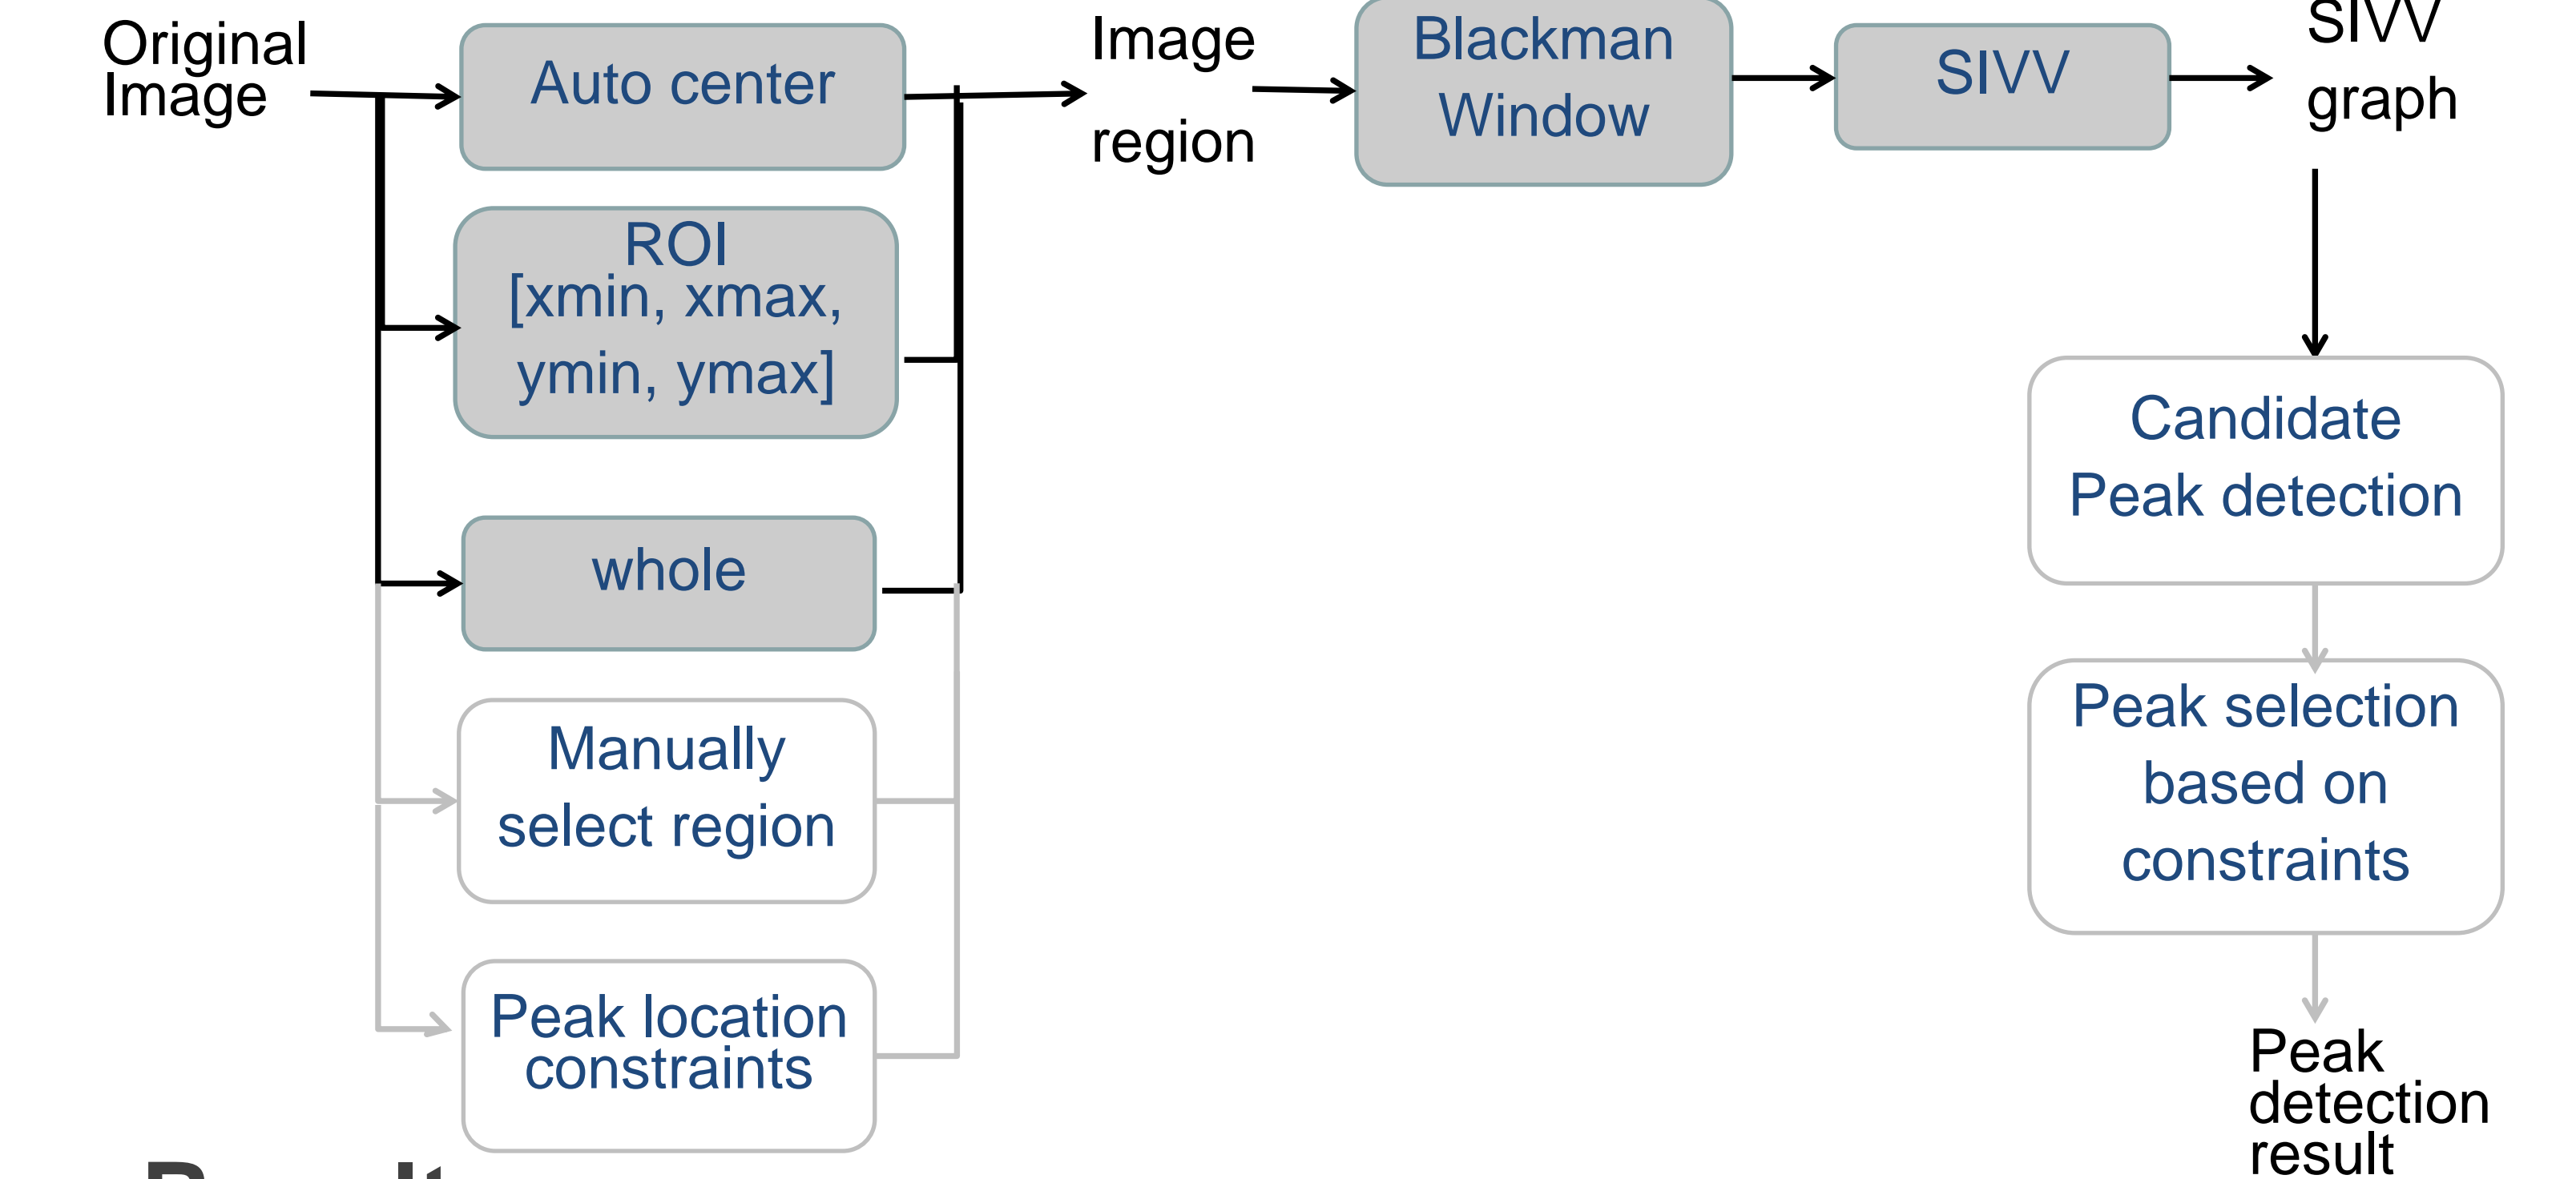 Original
Image
Auto center
ROI
[xmin, xmax,
ymin, ymax]
whole
Manually
select region
Peak location
constraints
Image
region
Blackman
Window
SIVV
SIVV
graph
Candidate
Peak detection
Peak selection
based on
constraints
Peak
detection
result